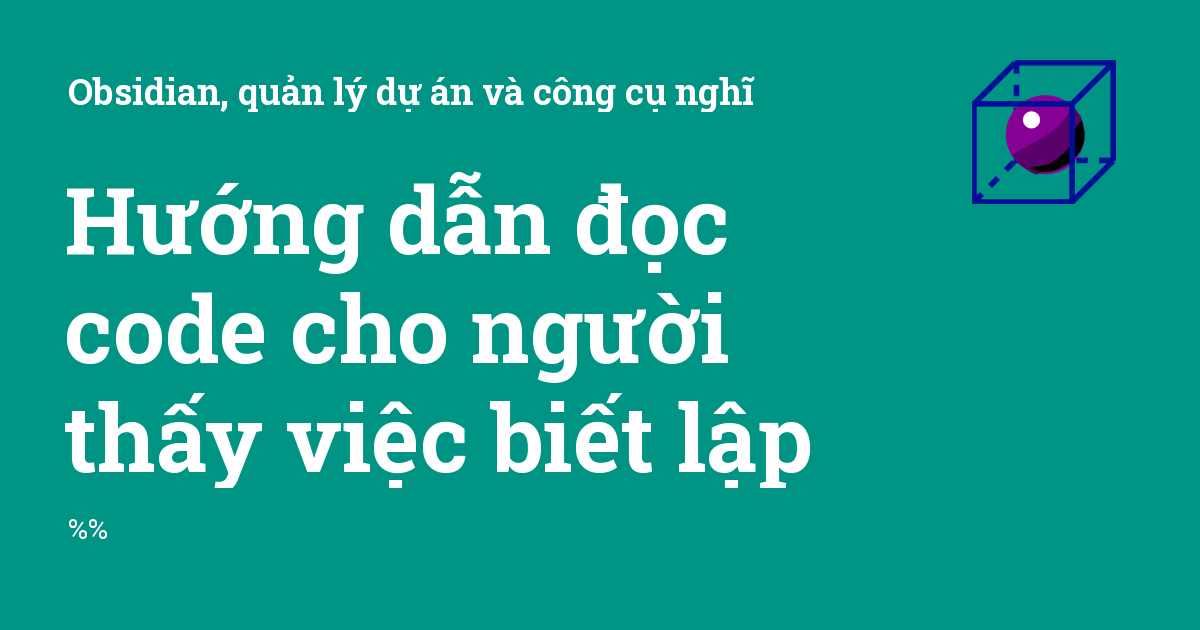 Obsidian, quản lý dự án và công cụ nghĩ
Hướng dẫn đọc
code cho người
thấy việc biết lập
%%